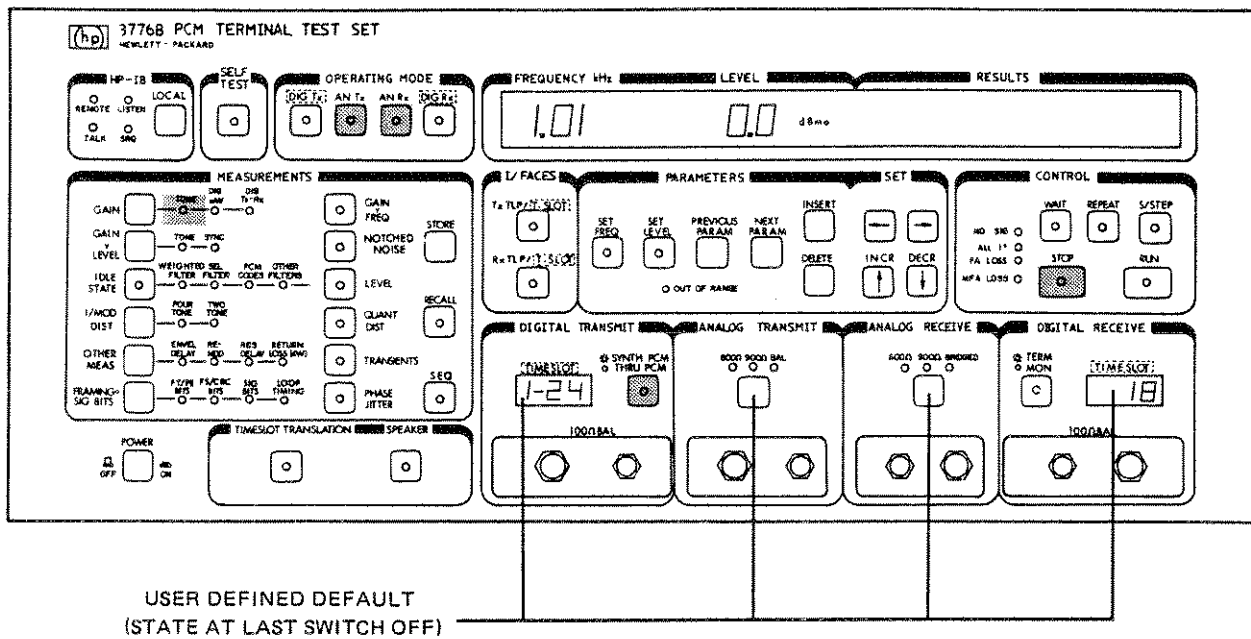 hp 3776B PCM TERMINAL TEST SET
HEWLETT - PACKARD
HP-IB
REMOTE LISTEN
TALK SRQ
LOCAL
SELF
TEST
OPERATING MODE
DIG Tx AN Tx AN Rx DIG Rx
FREQUENCY kHz LEVEL RESULTS
1.01 0.0 dBmo
MEASUREMENTS
GAIN
TONE DIG mW DIG Tx-Rx
GAIN
v
LEVEL
TONE SYNC
IDLE
STATE
WEIGHTED FILTER SEL FILTER PCM CODES OTHER FILTERS
I/MOD
DIST
FOUR TONE TWO TONE
OTHER
MEAS
ENVEL DELAY RE-MOD RES DELAY RETURN LOSS (4W)
FRAMING-
SIG BITS
FT/PI BITS FS/CRC BITS SIG BITS LOOP TIMING
GAIN
v
FREQ
NOTCHED
NOISE
LEVEL
QUANT
DIST
TRANSIENTS
PHASE
JITTER
STORE
RECALL
SEQ
I/FACES
Tx TLP/T.SLOT
Rx TLP/T.SLOT
PARAMETERS
SET
FREQ
SET
LEVEL
PREVIOUS
PARAM
NEXT
PARAM
INSERT
DELETE
OUT OF RANGE
SET
← →
INCR DECR
↑ ↓
CONTROL
NO SIG
ALL 1s
FA LOSS
MFA LOSS
WAIT REPEAT S/STEP
STOP RUN
DIGITAL TRANSMIT
SYNTH PCM
THRU PCM
TIMESLOT
1-24
100Ω BAL
ANALOG TRANSMIT
600Ω 900Ω BAL
ANALOG RECEIVE
600Ω 900Ω BRIDGED
DIGITAL RECEIVE
TERM
MON
TIMESLOT
18
100Ω BAL
POWER
OFF ON
TIMESLOT TRANSLATION SPEAKER
USER DEFINED DEFAULT
(STATE AT LAST SWITCH OFF)